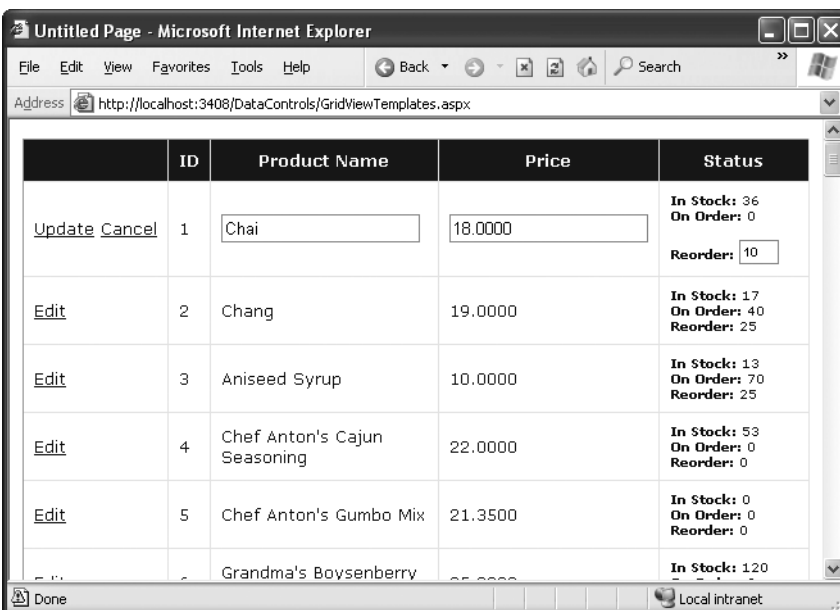 Untitled Page - Microsoft Internet Explorer
File Edit View Favorites Tools Help Back Search »
Address http://localhost:3408/DataControls/GridViewTemplates.aspx
ID Product Name Price Status
Update Cancel 1 Chai 18.0000
In Stock: 36
On Order: 0
Reorder: 10
Edit 2 Chang 19.0000
In Stock: 17
On Order: 40
Reorder: 25
Edit 3 Aniseed Syrup 10.0000
In Stock: 13
On Order: 70
Reorder: 25
Edit 4 Chef Anton's Cajun
Seasoning 22.0000
In Stock: 53
On Order: 0
Reorder: 0
Edit 5 Chef Anton's Gumbo Mix 21.3500
In Stock: 0
On Order: 0
Reorder: 0
Grandma's Boysenberry
In Stock: 120
Done Local intranet